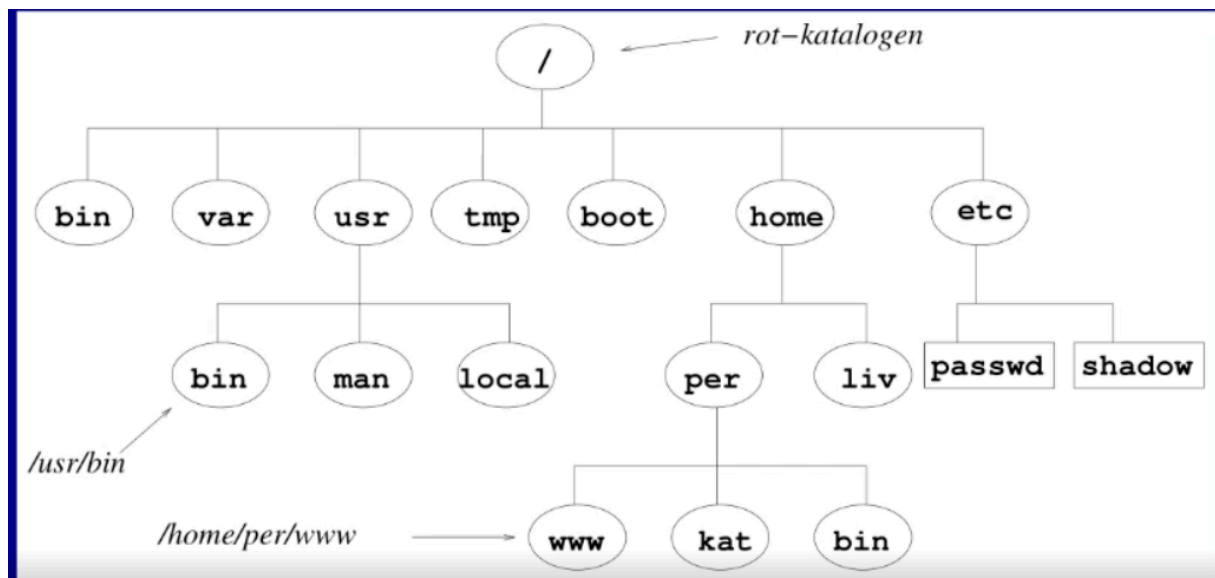 rot-katalogen
/
bin var usr tmp boot home etc
bin man local per liv passwd shadow
/usr/bin
/home/per/www
www kat bin